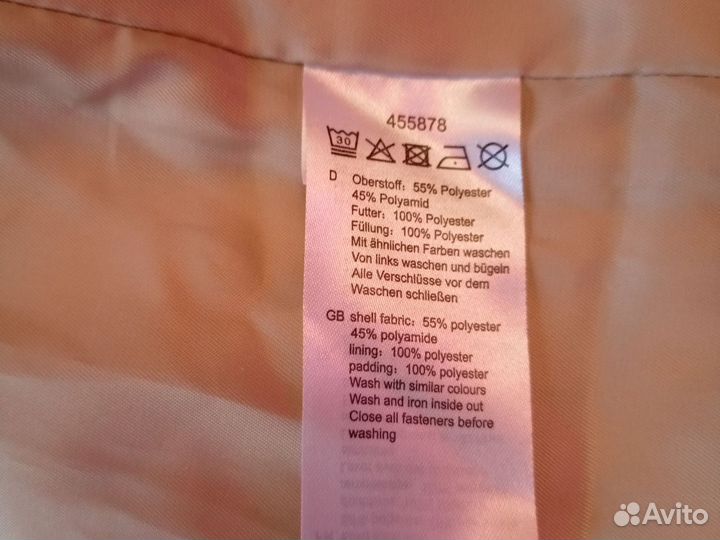 455878
30
D Oberstoff: 55% Polyester
45% Polyamid
Futter: 100% Polyester
Füllung: 100% Polyester
Mit ähnlichen Farben waschen
Von links waschen und bügeln
Alle Verschlüsse vor dem
Waschen schließen
GB shell fabric: 55% polyester
45% polyamide
lining: 100% polyester
padding: 100% polyester
Wash with similar colours
Wash and iron inside out
Close all fasteners before
washing
Avito